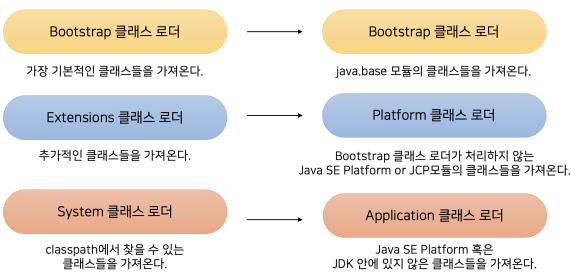 Bootstrap 클래스 로더
Bootstrap 클래스 로더
가장 기본적인 클래스들을 가져온다.
java.base 모듈의 클래스들을 가져온다.
Extensions 클래스 로더
Platform 클래스 로더
추가적인 클래스들을 가져온다.
Bootstrap 클래스 로더가 처리하지 않는
Java SE Platform or JCP모듈의 클래스들을 가져온다.
System 클래스 로더
Application 클래스 로더
classpath에서 찾을 수 있는
클래스들을 가져온다.
Java SE Platform 혹은
JDK 안에 있지 않은 클래스들을 가져온다.